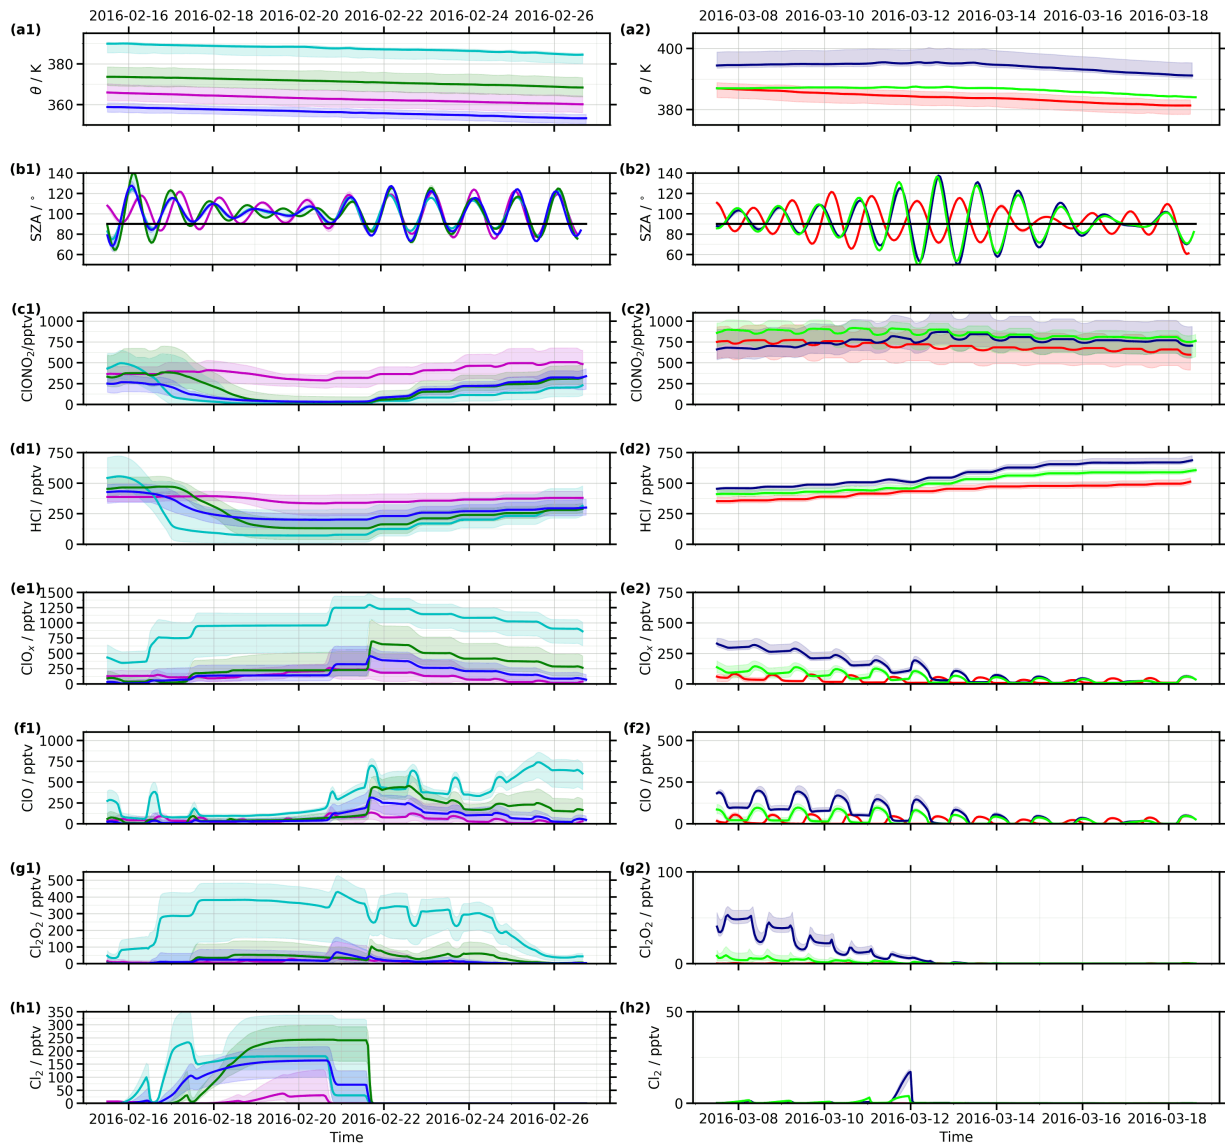 2016-02-16 2016-02-18 2016-02-20 2016-02-22 2016-02-24 2016-02-26
2016-03-08 2016-03-10 2016-03-12 2016-03-14 2016-03-16 2016-03-18
(a1)
θ / K
380
360
(a2)
θ / K
400
380
(b1)
SZA / °
140
120
100
80
60
(b2)
SZA / °
140
120
100
80
60
(c1)
ClONO₂/pptv
1000
750
500
250
0
(c2)
ClONO₂/pptv
1000
750
500
250
0
(d1)
HCl / pptv
750
500
250
0
(d2)
HCl / pptv
750
500
250
0
(e1)
ClOₓ / pptv
1500
1250
1000
750
500
250
0
(e2)
ClOₓ / pptv
750
500
250
0
(f1)
ClO / pptv
1000
750
500
250
0
(f2)
ClO / pptv
500
250
0
(g1)
Cl₂O₂ / pptv
500
400
300
200
100
0
(g2)
Cl₂O₂ / pptv
100
0
(h1)
Cl₂ / pptv
350
300
250
200
150
100
50
0
(h2)
Cl₂ / pptv
50
0
2016-02-16 2016-02-18 2016-02-20 2016-02-22 2016-02-24 2016-02-26
Time
2016-03-08 2016-03-10 2016-03-12 2016-03-14 2016-03-16 2016-03-18
Time